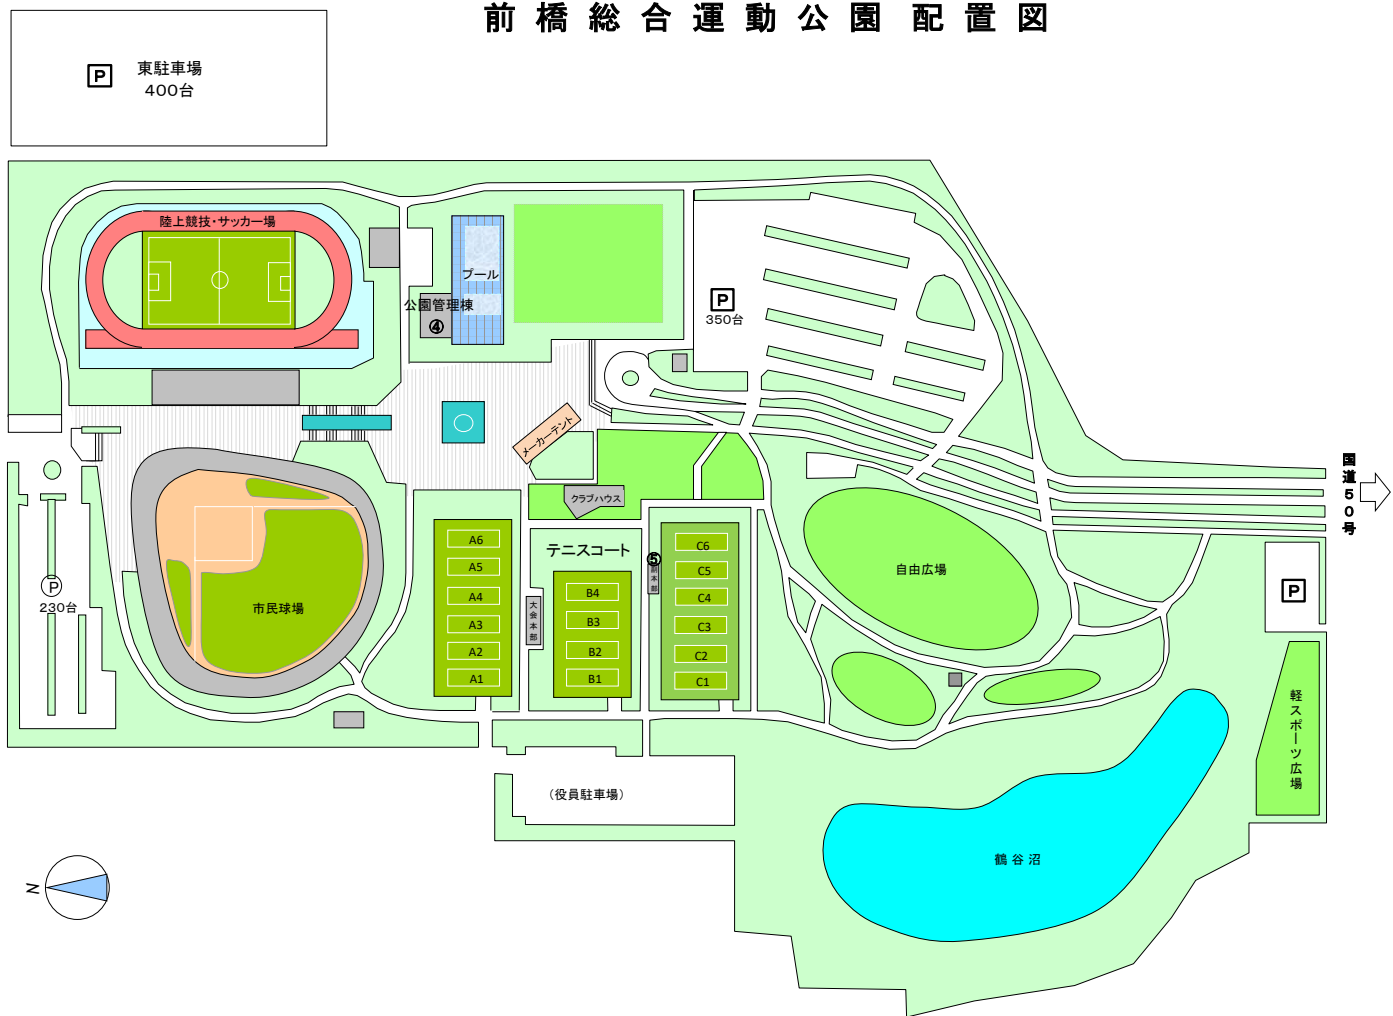 前橋総合運動公園 配置図
P
東駐車場
400台
陸上競技・サッカー場
プール
公園管理棟
④
P
350台
メーカーテント
クラブハウス
国道50号
P
230台
市民球場
テニスコート
⑤
副本部
大会本部
A6
A5
A4
A3
A2
A1
B4
B3
B2
B1
C6
C5
C4
C3
C2
C1
自由広場
P
軽スポーツ広場
(役員駐車場)
鶴谷沼
N